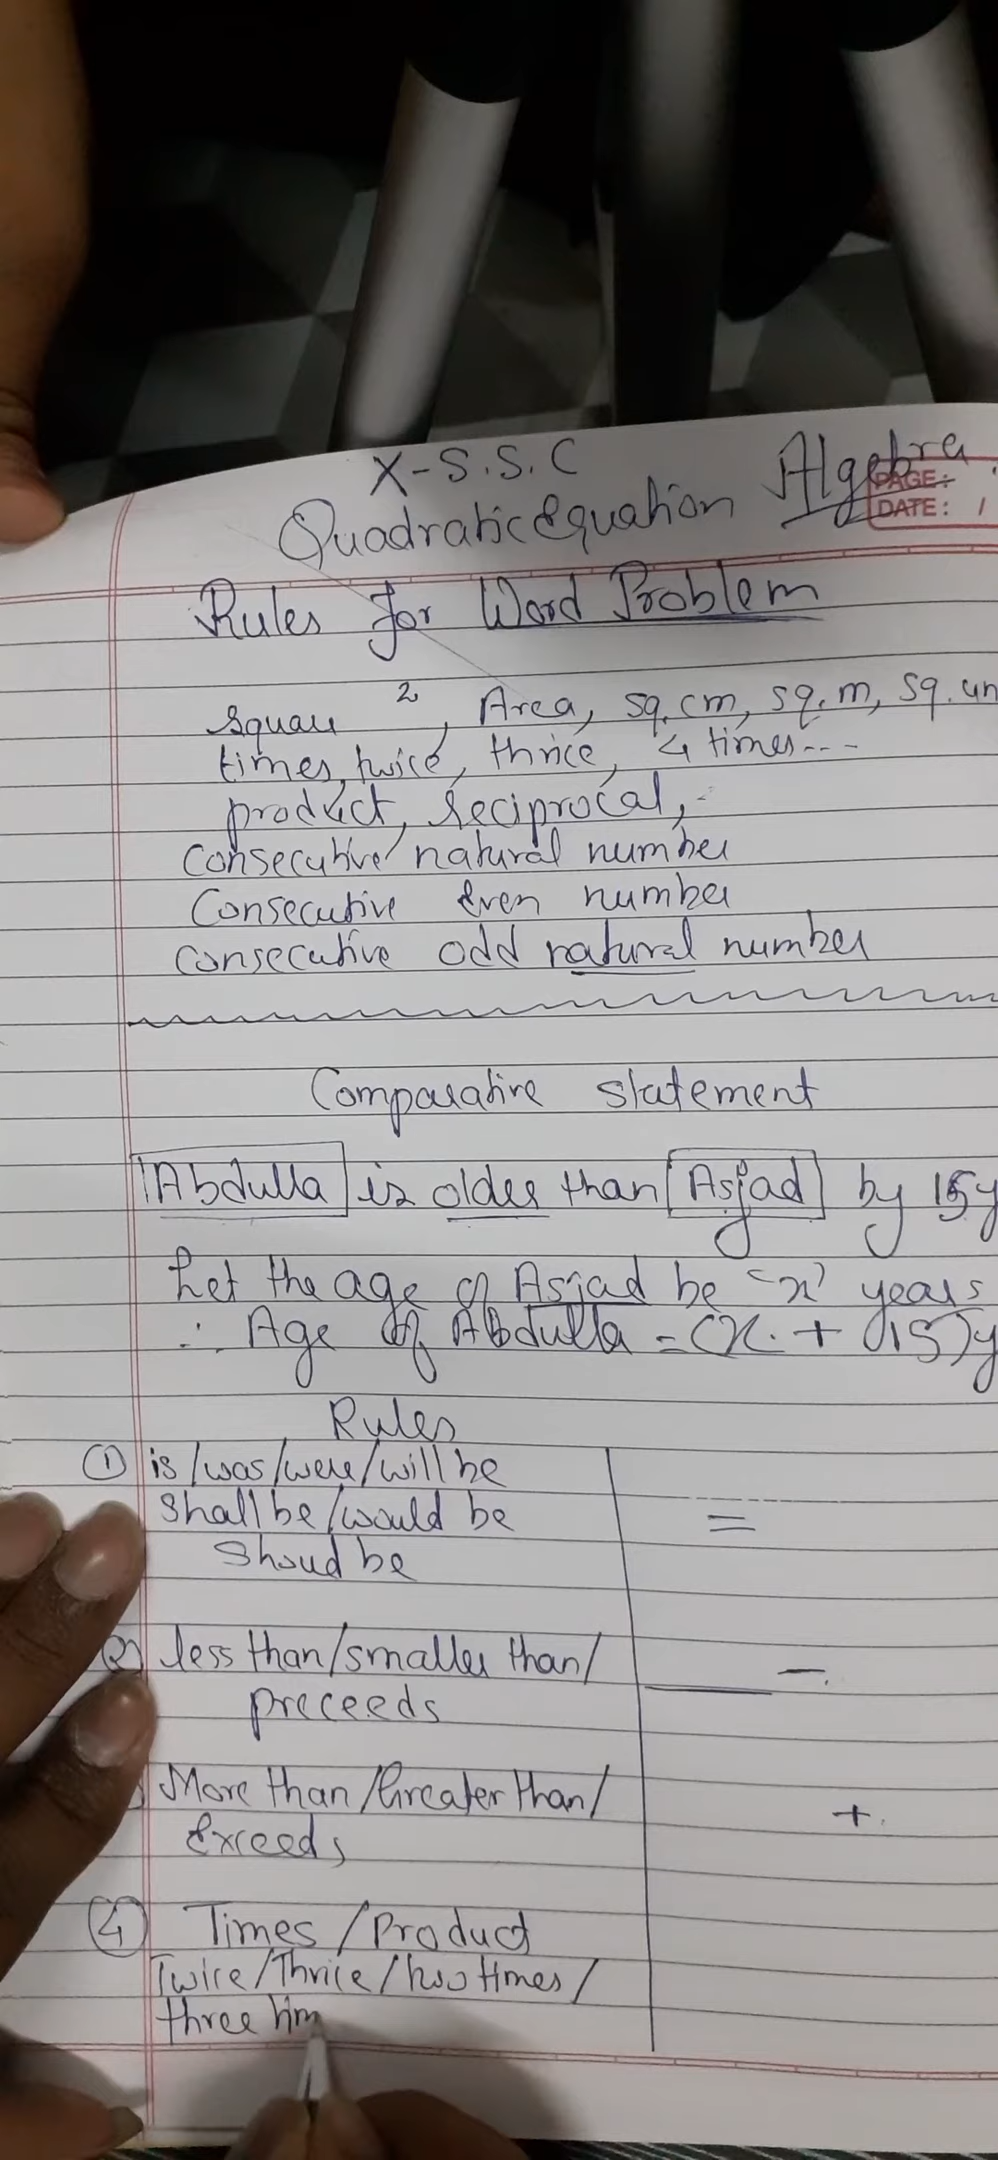 X-S.S.C
Algebra
PAGE:
DATE: /
Quadratic Equation
Rules for Word Problem
square ², Area, sq.cm, sq.m, sq.un
times, twice, thrice, 4 times...
product, reciprocal,
Consecutive natural number
Consecutive Even number
consecutive odd natural number
Comparative statement
Abdulla is older than Asjad by 15y
Let the age of Asjad be 'x' years
∴ Age of Abdulla = (x + 15)y
Rules
① is/was/were/will be
shall be/would be
Shoud be
=
② less than/smaller than/
preceeds
-
More than/Greater than/
Exceeds
+
④ Times/Product
Twice/Thrice/two times/
three tim